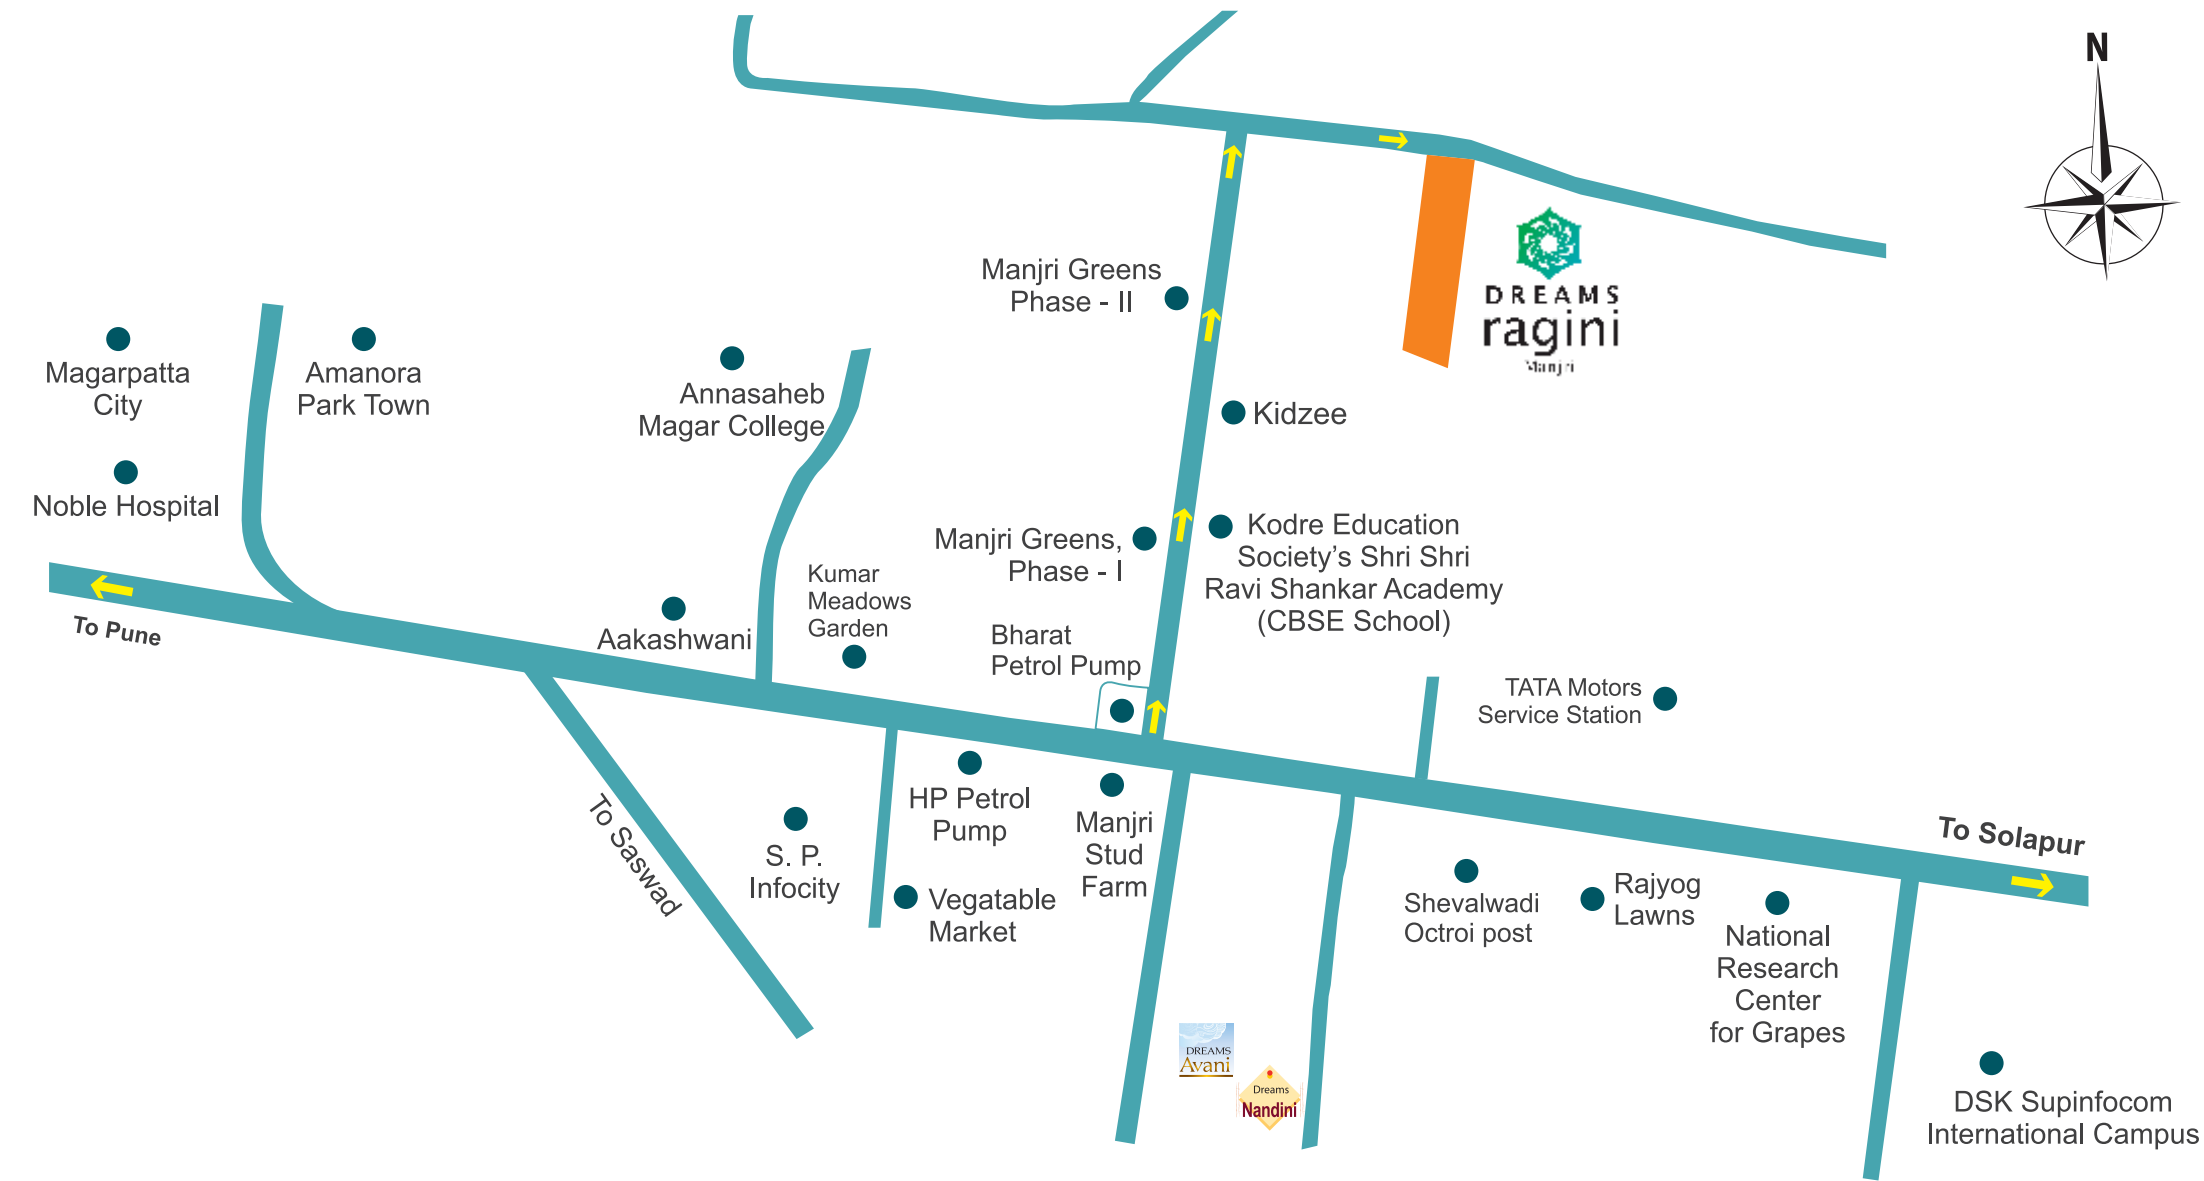 N
Manjri Greens
Phase - II
DREAMS
ragini
Manjri
Magarpatta
City
Amanora
Park Town
Annasaheb
Magar College
Kidzee
Noble Hospital
Manjri Greens,
Phase - I
Kodre Education
Society's Shri Shri
Ravi Shankar Academy
(CBSE School)
Kumar
Meadows
Garden
To Pune
Aakashwani
Bharat
Petrol Pump
TATA Motors
Service Station
To Saswad
S. P.
Infocity
HP Petrol
Pump
Vegatable
Market
Manjri
Stud
Farm
To Solapur
Shevalwadi
Octroi post
Rajyog
Lawns
National
Research
Center
for Grapes
DREAMS
Avani
Dreams
Nandini
DSK Supinfocom
International Campus